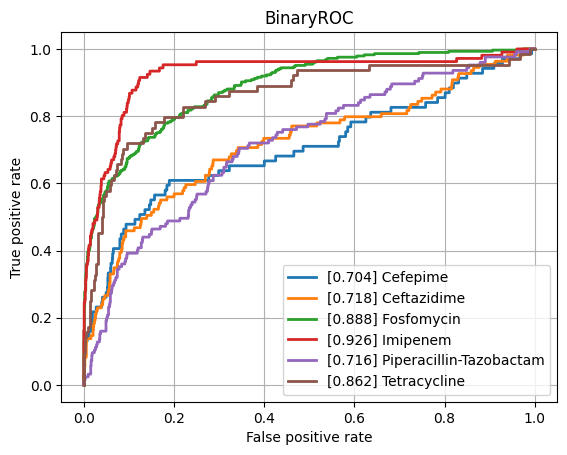 BinaryROC
True positive rate
1.0
0.8
0.6
0.4
0.2
0.0
[0.704] Cefepime
[0.718] Ceftazidime
[0.888] Fosfomycin
[0.926] Imipenem
[0.716] Piperacillin-Tazobactam
[0.862] Tetracycline
0.0 0.2 0.4 0.6 0.8 1.0
False positive rate